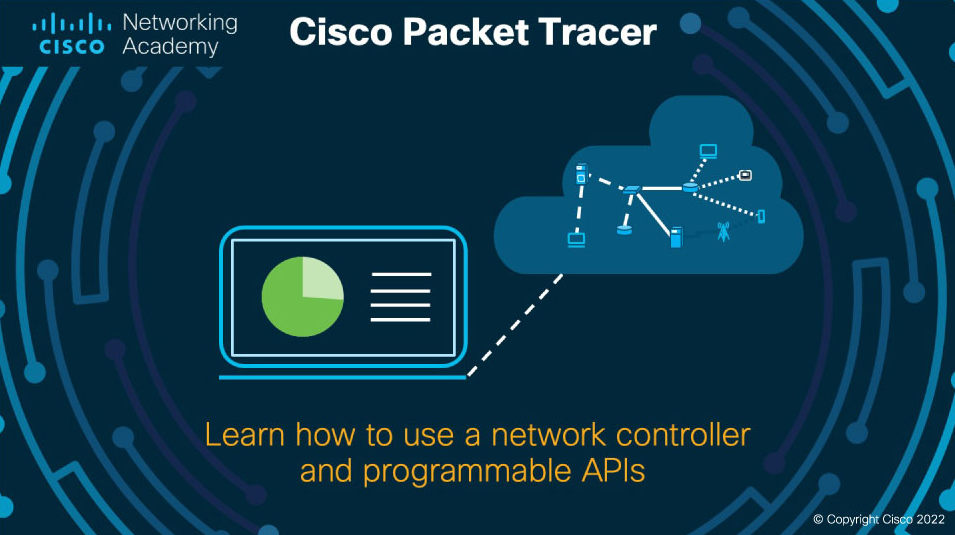 Networking
CISCO Academy
Cisco Packet Tracer
Learn how to use a network controller
and programmable APIs
© Copyright Cisco 2022